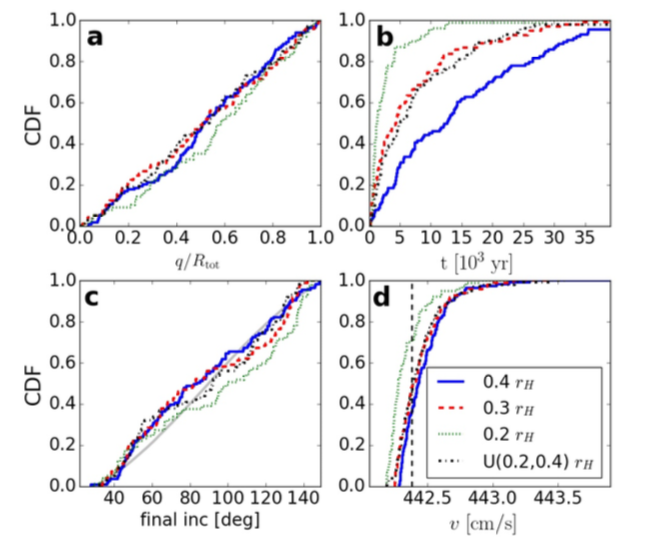 a
b
CDF
1.0
0.8
0.6
0.4
0.2
0.0
0.0 0.2 0.4 0.6 0.8 1.0
q/R_tot
1.0
0.8
0.6
0.4
0.2
0.0
0 5 10 15 20 25 30 35
t [10³ yr]
c
d
CDF
1.0
0.8
0.6
0.4
0.2
0.0
40 60 80 100 120 140
final inc [deg]
1.0
0.8
0.6
0.4
0.2
0.0
0.4 r_H
0.3 r_H
0.2 r_H
U(0.2,0.4) r_H
442.5 443.0 443.5
v [cm/s]